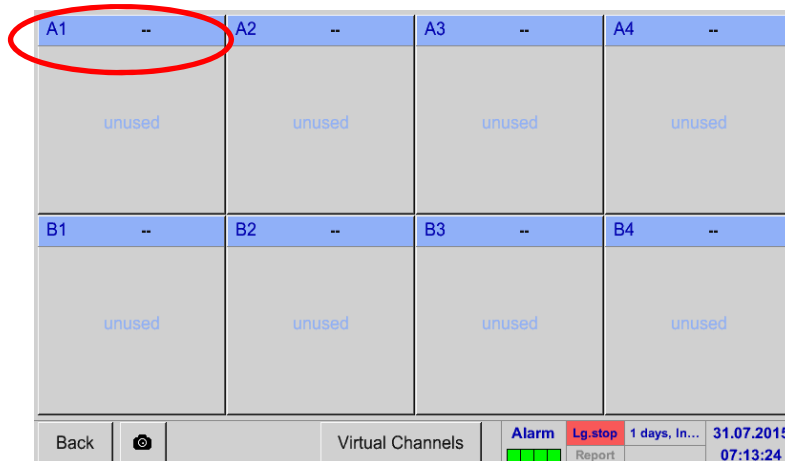 A1 -- A2 -- A3 -- A4 --
unused unused unused unused
B1 -- B2 -- B3 -- B4 --
unused unused unused unused
Back Virtual Channels Alarm Lg.stop 1 days, In... 31.07.2015
Report 07:13:24